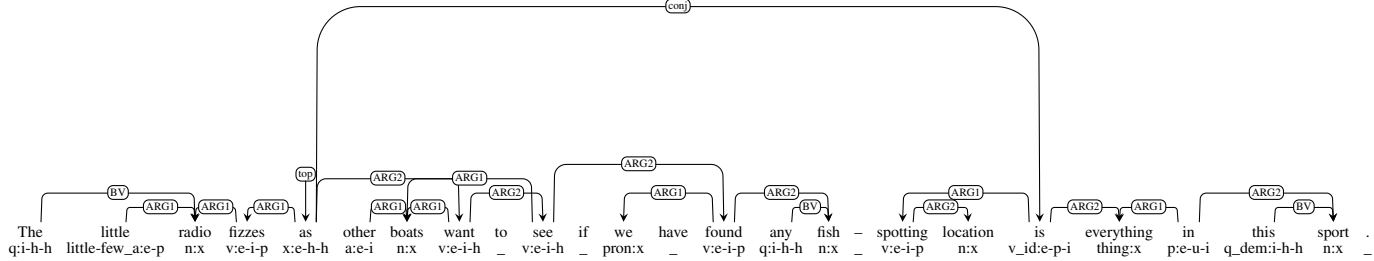 conj
top
BV ARG2 ARG1 ARG2 ARG2 ARG1 ARG2
ARG1 ARG1 ARG1 ARG1 ARG1 ARG2 ARG1 ARG2 BV ARG2 ARG2 ARG1 BV
The little radio fizzes as other boats want to see if we have found any fish – spotting location is everything in this sport .
q:i-h-h little-few_a:e-p n:x v:e-i-p x:e-h-h a:e-i n:x v:e-i-h _ v:e-i-h _ pron:x _ v:e-i-p q:i-h-h n:x _ v:e-i-p n:x v_id:e-p-i thing:x p:e-u-i q_dem:i-h-h n:x _